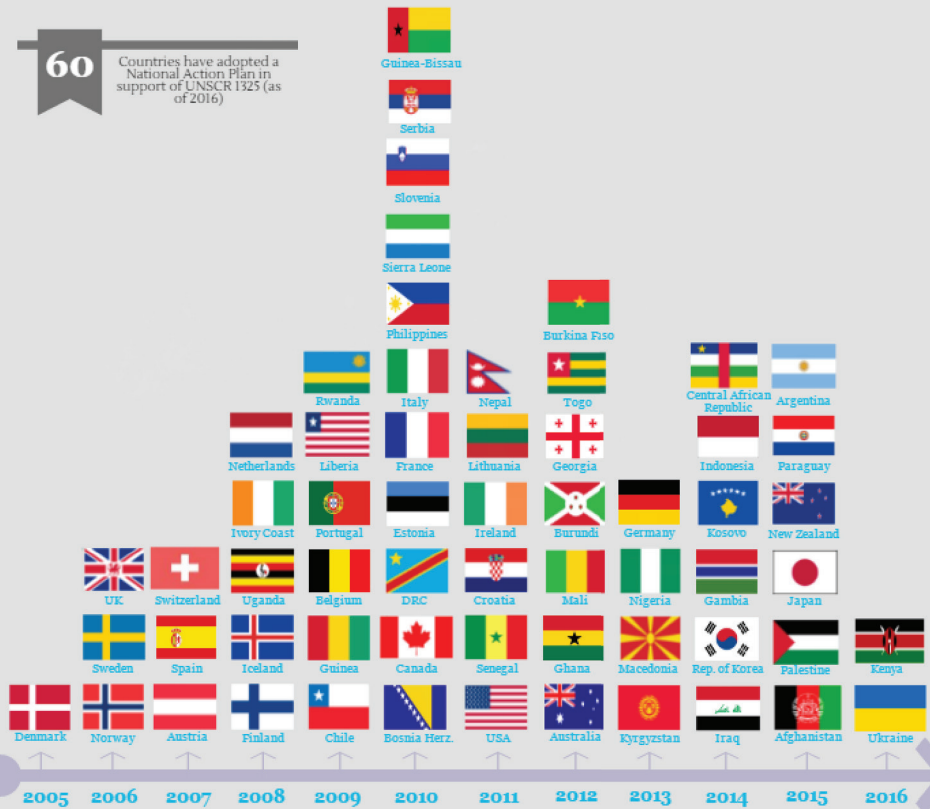 60
Countries have adopted a
National Action Plan in
support of UNSCR 1325 (as
of 2016)
Guinea-Bissau
Serbia
Slovenia
Sierra Leone
Philippines
Burkina F1so
Rwanda
Italy
Nepal
Togo
Central African
Republic
Argentina
Netherlands
Liberia
France
Lithuania
Georgia
Indonesia
Paraguay
Ivory Coast
Portugal
Estonia
Ireland
Burundi
Germany
Kosovo
New Zealand
UK
Switzerland
Uganda
Belgium
DRC
Croatia
Mali
Nigeria
Gambia
Japan
Sweden
Spain
Iceland
Guinea
Canada
Senegal
Ghana
Macedonia
Rep. of Korea
Palestine
Kenya
Denmark
Norway
Austria
Finland
Chile
Bosnia Herz.
USA
Australia
Kyrgyzstan
Iraq
Afghanistan
Ukraine
2005 2006 2007 2008 2009 2010 2011 2012 2013 2014 2015 2016